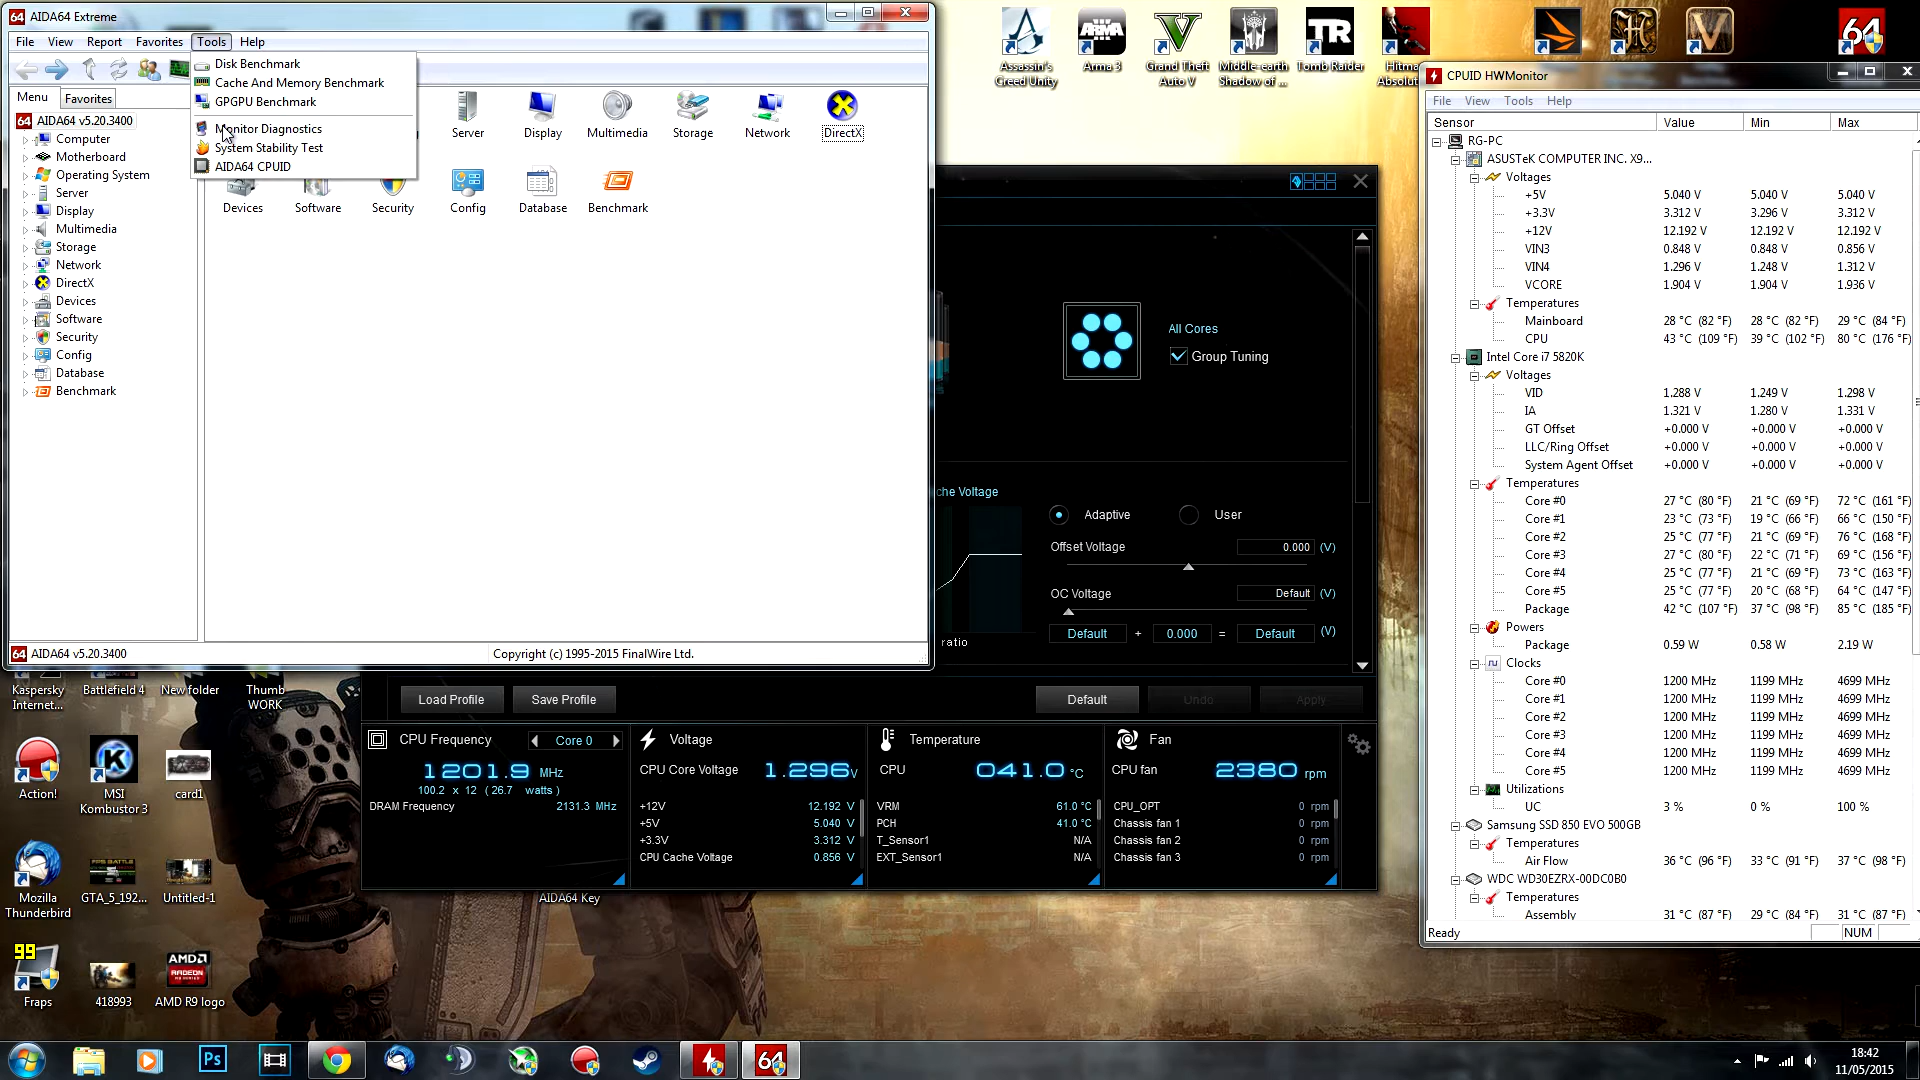 AIDA64 Extreme
File View Report Favorites Tools Help
Disk Benchmark
Cache And Memory Benchmark
GPGPU Benchmark
Monitor Diagnostics
System Stability Test
AIDA64 CPUID
Menu Favorites
AIDA64 v5.20.3400
Computer
Motherboard
Operating System
Server
Display
Multimedia
Storage
Network
DirectX
Devices
Software
Security
Config
Database
Benchmark
Server Display Multimedia Storage Network DirectX
Devices Software Security Config Database Benchmark
AIDA64 v5.20.3400 Copyright (c) 1995-2015 FinalWire Ltd.
Assassin's Creed Unity
Arma 3
Grand Theft Auto V
Middle-earth Shadow of ...
Tomb Raider
Hitma
Absolut
All Cores
Group Tuning
che Voltage
Adaptive User
Offset Voltage 0.000 (V)
OC Voltage Default (V)
Default + 0.000 = Default (V)
ratio
Load Profile Save Profile Default Undo Apply
CPU Frequency Core 0
1201.9 MHz
100.2 x 12 ( 26.7 watts )
DRAM Frequency 2131.3 MHz
Voltage
CPU Core Voltage 1.296 V
+12V 12.192 V
+5V 5.040 V
+3.3V 3.312 V
CPU Cache Voltage 0.856 V
Temperature
CPU 041.0 °C
VRM 61.0 °C
PCH 41.0 °C
T_Sensor1 N/A
EXT_Sensor1 N/A
Fan
CPU fan 2380 rpm
CPU_OPT 0 rpm
Chassis fan 1 0 rpm
Chassis fan 2 0 rpm
Chassis fan 3 0 rpm
CPUID HWMonitor
File View Tools Help
Sensor Value Min Max
RG-PC
ASUSTeK COMPUTER INC. X9...
Voltages
+5V 5.040 V 5.040 V 5.040 V
+3.3V 3.312 V 3.296 V 3.312 V
+12V 12.192 V 12.192 V 12.192 V
VIN3 0.848 V 0.848 V 0.856 V
VIN4 1.296 V 1.248 V 1.312 V
VCORE 1.904 V 1.904 V 1.936 V
Temperatures
Mainboard 28 °C (82 °F) 28 °C (82 °F) 29 °C (84 °F)
CPU 43 °C (109 °F) 39 °C (102 °F) 80 °C (176 °F)
Intel Core i7 5820K
Voltages
VID 1.288 V 1.249 V 1.298 V
IA 1.321 V 1.280 V 1.331 V
GT Offset +0.000 V +0.000 V +0.000 V
LLC/Ring Offset +0.000 V +0.000 V +0.000 V
System Agent Offset +0.000 V +0.000 V +0.000 V
Temperatures
Core #0 27 °C (80 °F) 21 °C (69 °F) 72 °C (161 °F)
Core #1 23 °C (73 °F) 19 °C (66 °F) 66 °C (150 °F)
Core #2 25 °C (77 °F) 21 °C (69 °F) 76 °C (168 °F)
Core #3 27 °C (80 °F) 22 °C (71 °F) 69 °C (156 °F)
Core #4 25 °C (77 °F) 21 °C (69 °F) 73 °C (163 °F)
Core #5 25 °C (77 °F) 20 °C (68 °F) 64 °C (147 °F)
Package 42 °C (107 °F) 37 °C (98 °F) 85 °C (185 °F)
Powers
Package 0.59 W 0.58 W 2.19 W
Clocks
Core #0 1200 MHz 1199 MHz 4699 MHz
Core #1 1200 MHz 1199 MHz 4699 MHz
Core #2 1200 MHz 1199 MHz 4699 MHz
Core #3 1200 MHz 1199 MHz 4699 MHz
Core #4 1200 MHz 1199 MHz 4699 MHz
Core #5 1200 MHz 1199 MHz 4699 MHz
Utilizations
UC 3 % 0 % 100 %
Samsung SSD 850 EVO 500GB
Temperatures
Air Flow 36 °C (96 °F) 33 °C (91 °F) 37 °C (98 °F)
WDC WD30EZRX-00DC0B0
Temperatures
Assembly 31 °C (87 °F) 29 °C (84 °F) 31 °C (87 °F)
Ready NUM
Kaspersky Internet...
Battlefield 4
New folder
Thumb WORK
Action!
MSI Kombustor 3
card1
Mozilla Thunderbird
GTA_5_192...
Untitled-1
AIDA64 Key
99
Fraps
418993
AMD R9 logo
AMD
RADEON
R9
ARMA
TR
64
Ps
64
18:42
11/05/2015